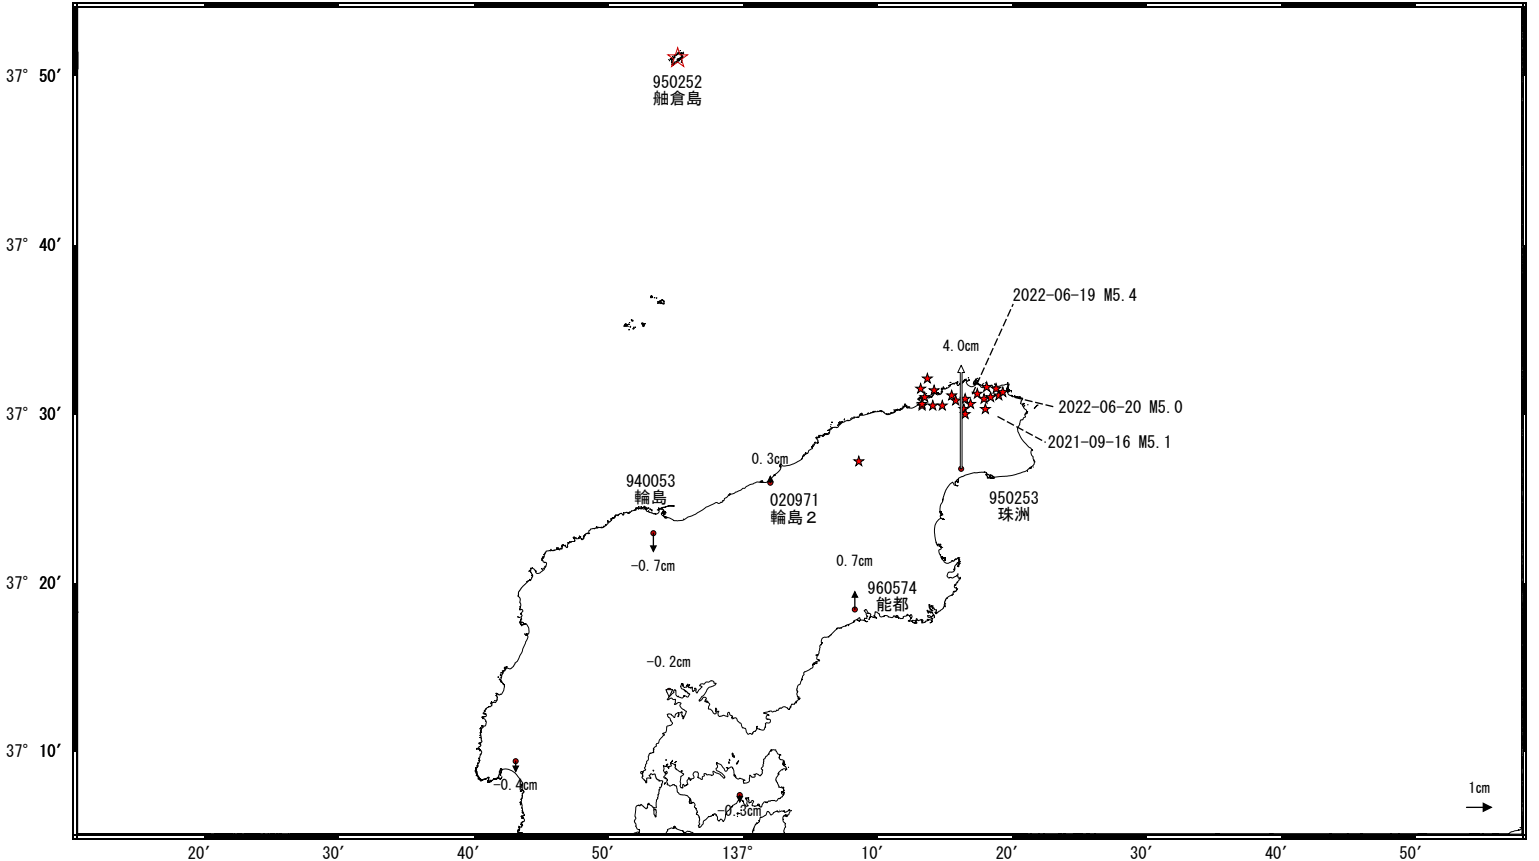 37° 50′
950252
舳倉島
37° 40′
2022-06-19 M5.4
4.0cm
37° 30′
2022-06-20 M5.0
2021-09-16 M5.1
0.3cm
940053
輪島
020971
輪島２
950253
珠洲
-0.7cm
0.7cm
37° 20′
960574
能都
-0.2cm
37° 10′
-0.4cm
-0.3cm
1cm
20′ 30′ 40′ 50′ 137° 10′ 20′ 30′ 40′ 50′